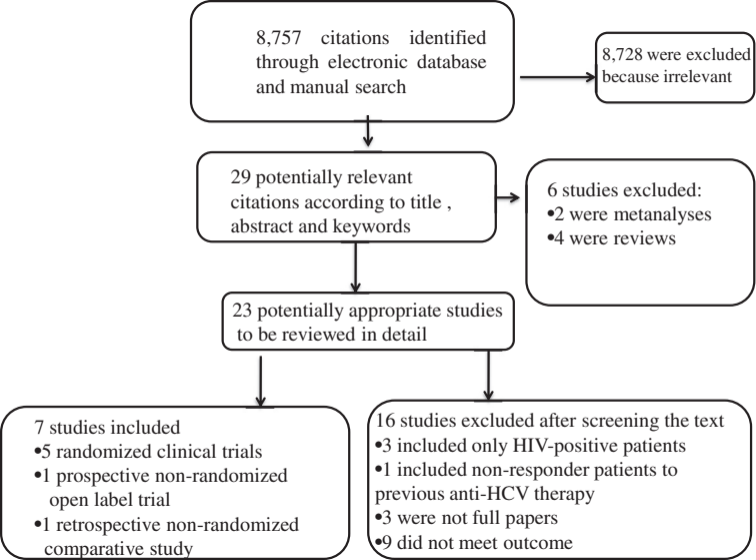 8,757 citations identified
through electronic database
and manual search
8,728 were excluded
because irrelevant
29 potentially relevant
citations according to title ,
abstract and keywords
6 studies excluded:
•2 were metanalyses
•4 were reviews
23 potentially appropriate studies
to be reviewed in detail
7 studies included
•5 randomized clinical trials
•1 prospective non-randomized
open label trial
•1 retrospective non-randomized
comparative study
16 studies excluded after screening the text
•3 included only HIV-positive patients
•1 included non-responder patients to
previous anti-HCV therapy
•3 were not full papers
•9 did not meet outcome